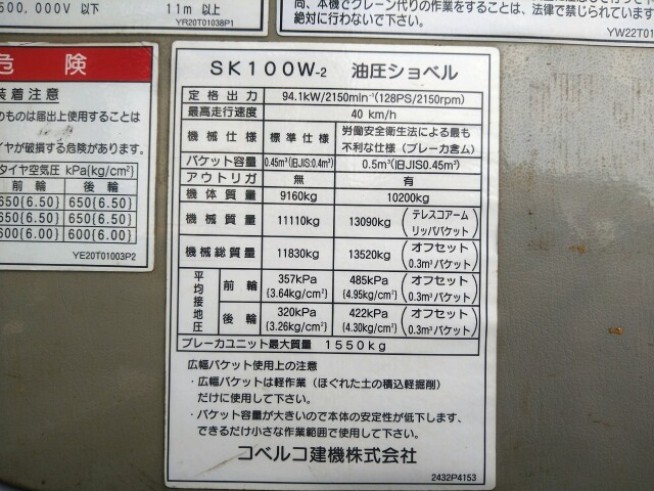 500,000V 以下 11m 以上
YR20T01038P1
尚、本機でクレーン代りの作業をすることは、法律で禁じられています
絶対に行わないで下さい。
YW22T01
危 険
装着注意
のものは届出上使用することは
イヤが破損する危険があります。
タイヤ空気圧 kPa{kg/cm²}
前 輪 後 輪
650{6.50} 650{6.50}
650{6.50} 650{6.50}
600{6.00} 600{6.00}
YE20T01003P2
SK100W-2 油圧ショベル
定格出力 94.1kW/2150min⁻¹(128PS/2150rpm)
最高走行速度 40 km/h
機械仕様 標準仕様 労働安全衛生法による最も
不利な仕様(ブレーカ含ム)
バケット容量 0.45m³(旧JIS0.4m³) 0.5m³(旧JIS0.45m³)
アウトリガ 無 有
機体質量 9160kg 10200kg
機械質量 11110kg 13090kg (テレスコアーム
リッパバケット)
機械総質量 11830kg 13520kg (オフセット
0.3m³バケット)
平均接地圧 前輪 357kPa 485kPa (オフセット
{3.64kg/cm²} {4.95kg/cm²} 0.3m³バケット)
後輪 320kPa 422kPa (オフセット
{3.26kg/cm²} {4.30kg/cm²} 0.3m³バケット)
ブレーカユニット最大質量 1550kg
広幅バケット使用上の注意
・広幅バケットは軽作業(ほぐれた土の積込軽掘削)
だけに使用して下さい。
・バケット容量が大きいので本体の安定性が低下します、
できるだけ小さな作業範囲で使用して下さい。
コベルコ建機株式会社
2432P4153